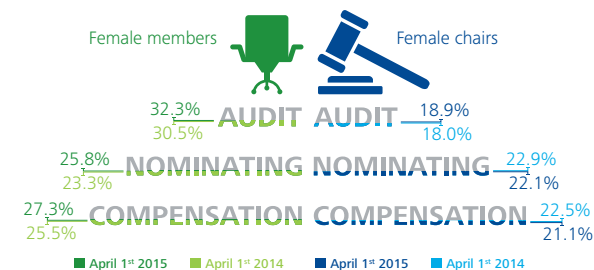 Female members
Female chairs
32.3%
30.5%
AUDIT
AUDIT
18.9%
18.0%
25.8%
23.3%
NOMINATING
NOMINATING
22.9%
22.1%
27.3%
25.5%
COMPENSATION
COMPENSATION
22.5%
21.1%
April 1st 2015
April 1st 2014
April 1st 2015
April 1st 2014